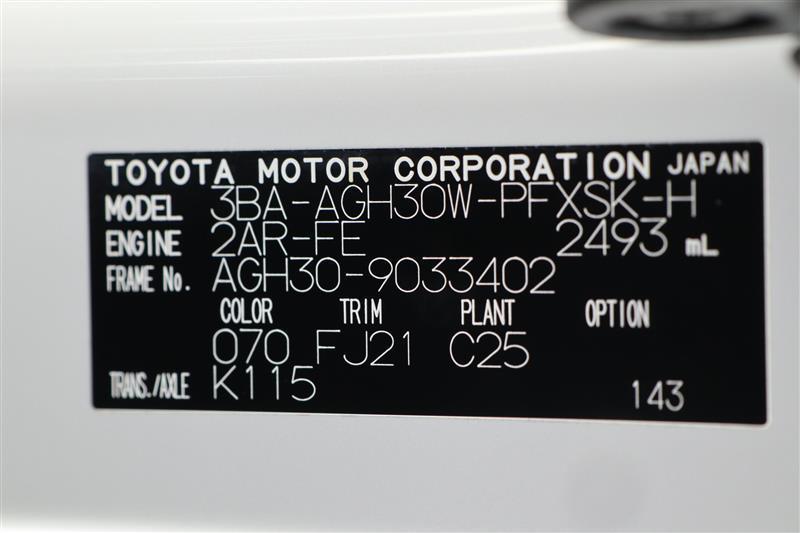 TOYOTA MOTOR CORPORATION JAPAN
MODEL 3BA-AGH30W-PFXSK-H
ENGINE 2AR-FE 2493 mL
FRAME No. AGH30-9033402
COLOR TRIM PLANT OPTION
070 FJ21 C25
TRANS./AXLE K115 143